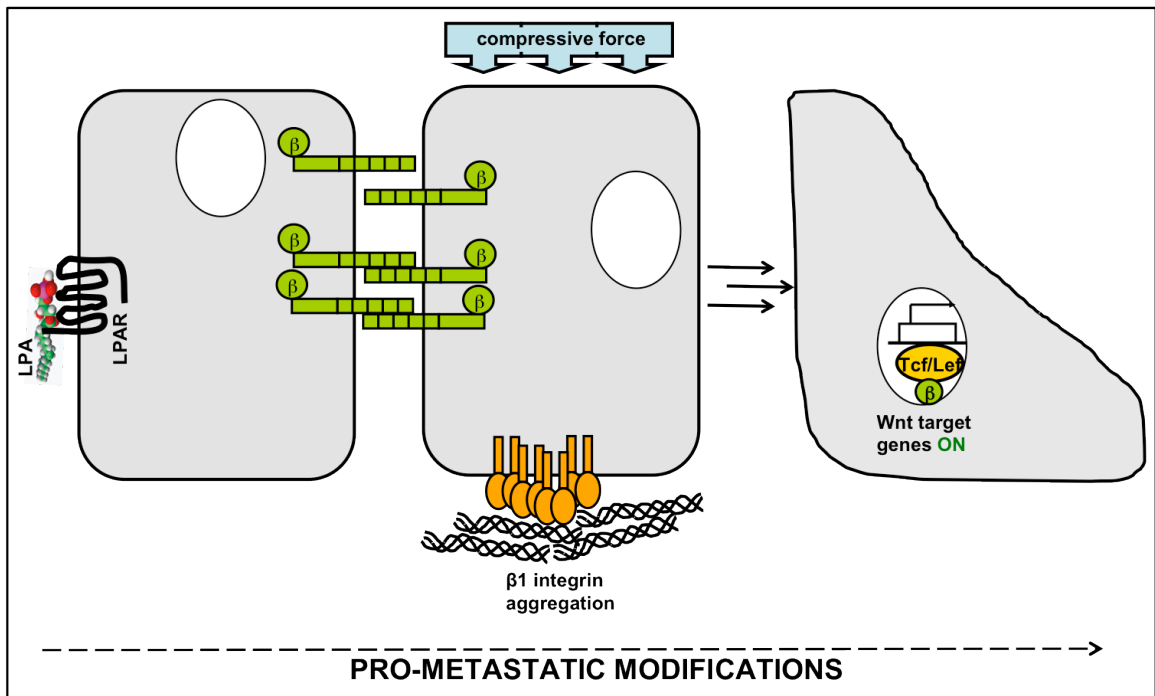 compressive force
β
β
β
β
β
β
LPA
LPAR
Tcf/Lef
β
Wnt target
genes ON
β1 integrin
aggregation
PRO-METASTATIC MODIFICATIONS